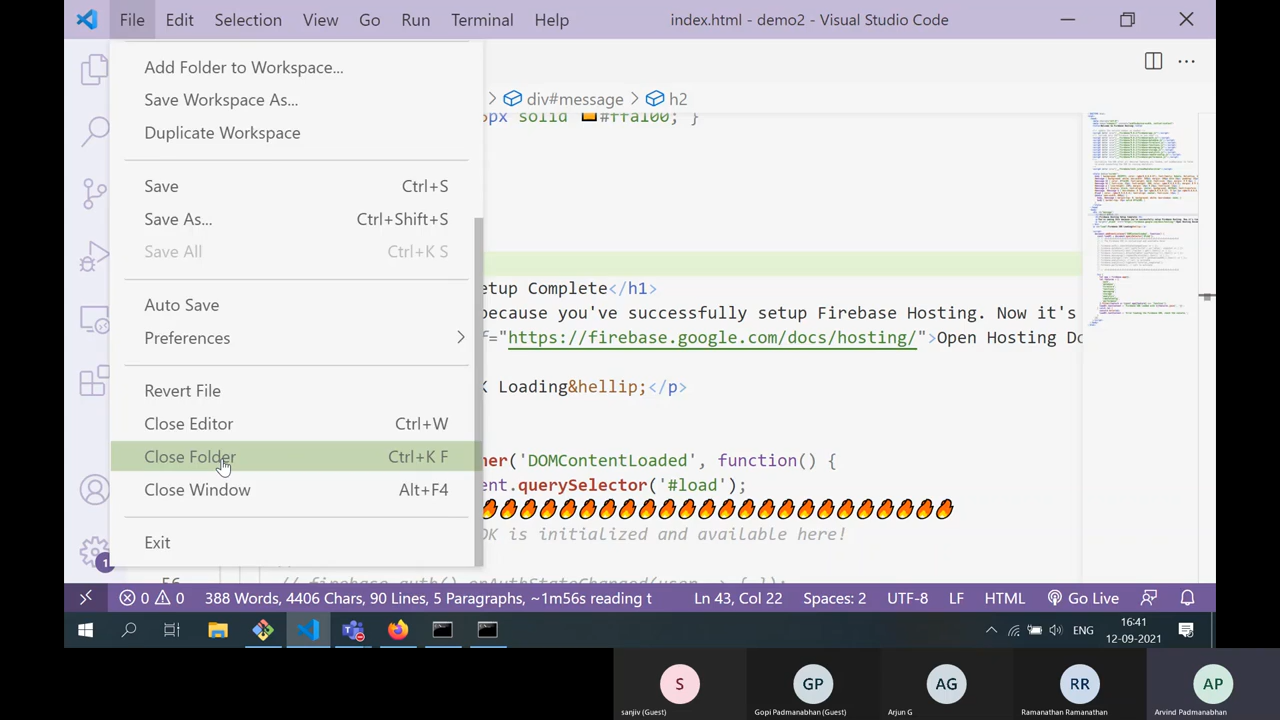 File Edit Selection View Go Run Terminal Help
index.html - demo2 - Visual Studio Code
Add Folder to Workspace...
Save Workspace As...
Duplicate Workspace
Save Ctrl+S
Save As... Ctrl+Shift+S
Save All
Auto Save
Preferences
Revert File
Close Editor Ctrl+W
Close Folder Ctrl+K F
Close Window Alt+F4
Exit
div#message h2
px solid #ffa100; }
etup Complete</h1>
because you've successfully setup Firebase Hosting. Now it's
f="https://firebase.google.com/docs/hosting/">Open Hosting Do
Loading&hellip;</p>
ner('DOMContentLoaded', function() {
ent.querySelector('#load');
🔥🔥🔥🔥🔥🔥🔥🔥🔥🔥🔥🔥🔥🔥🔥🔥🔥🔥🔥🔥🔥🔥🔥🔥
DK is initialized and available here!
56 // firebase.auth().onAuthStateChanged(user => { });
1
0 0 388 Words, 4406 Chars, 90 Lines, 5 Paragraphs, ~1m56s reading t Ln 43, Col 22 Spaces: 2 UTF-8 LF HTML Go Live
ENG
16:41
12-09-2021
S GP AG RR AP
sanjiv (Guest) Gopi Padmanabhan (Guest) Arjun G Ramanathan Ramanathan Arvind Padmanabhan